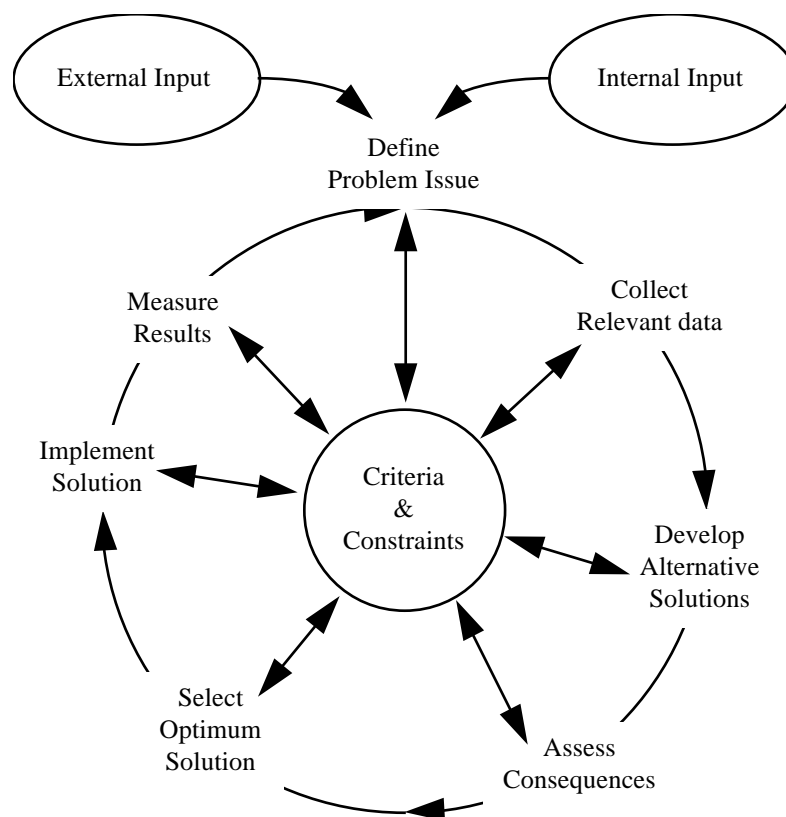 External Input
Internal Input
Define
Problem Issue
Collect
Relevant data
Measure
Results
Implement
Solution
Criteria
&
Constraints
Develop
Alternative
Solutions
Select
Optimum
Solution
Assess
Consequences